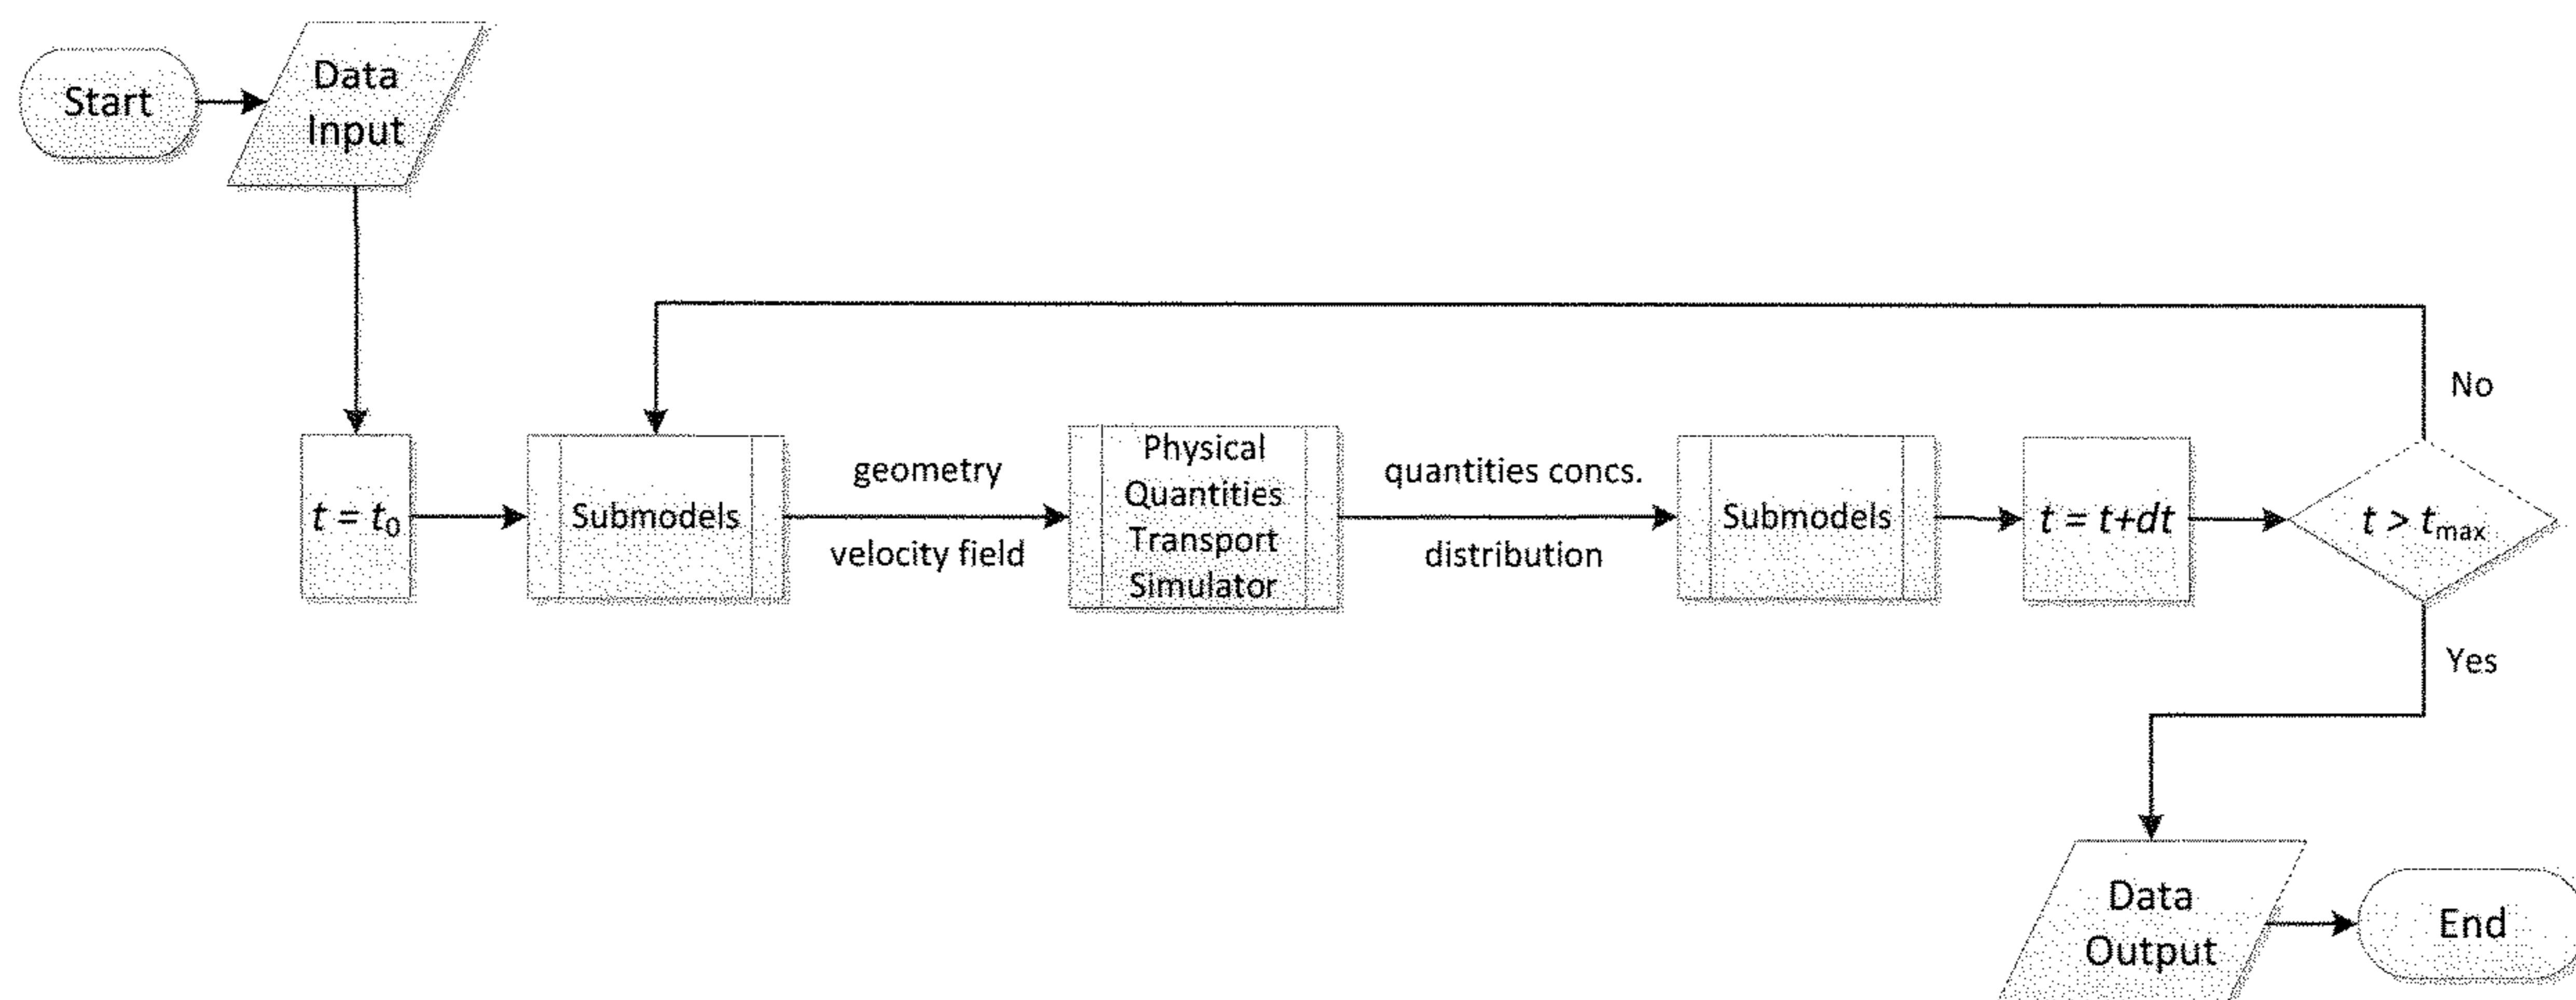 Start
Data
Input
No
t = t0
Submodels
geometry
velocity field
Physical
Quantities
Transport
Simulator
quantities concs.
distribution
Submodels
t = t+dt
t > tmax
Yes
Data
Output
End